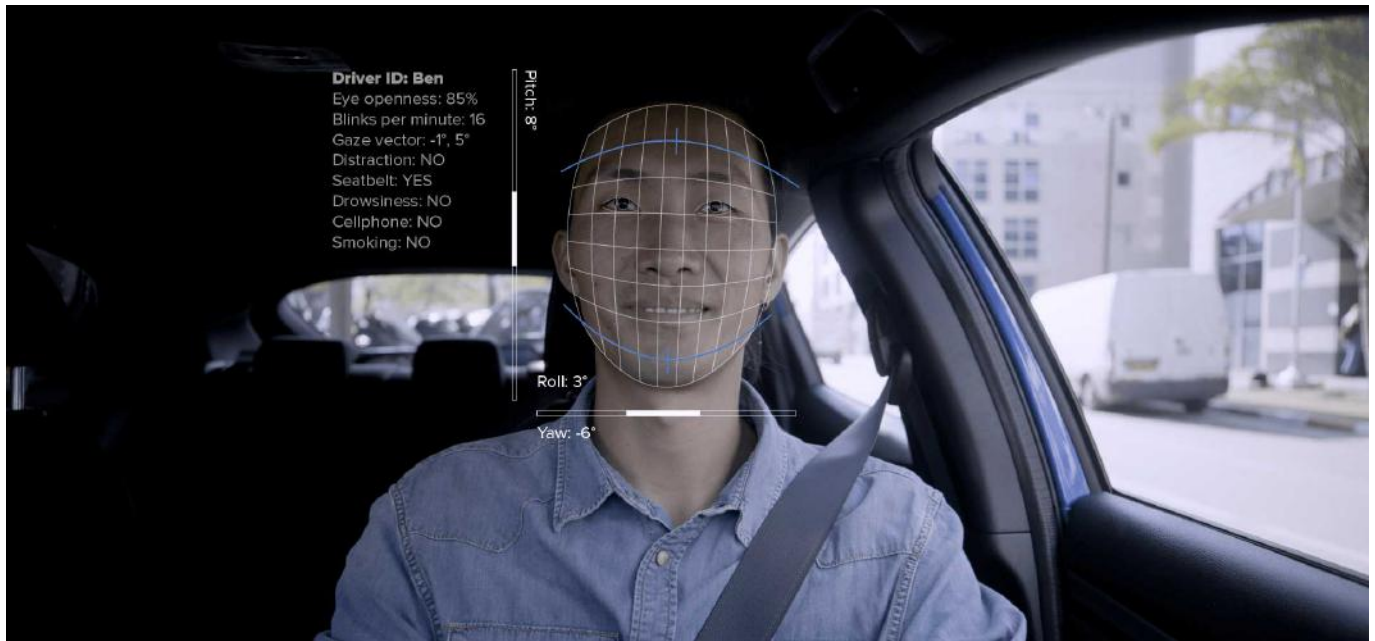 Driver ID: Ben
Eye openness: 85%
Blinks per minute: 16
Gaze vector: -1°, 5°
Distraction: NO
Seatbelt: YES
Drowsiness: NO
Cellphone: NO
Smoking: NO
Pitch: 8°
Roll: 3°
Yaw: -6°